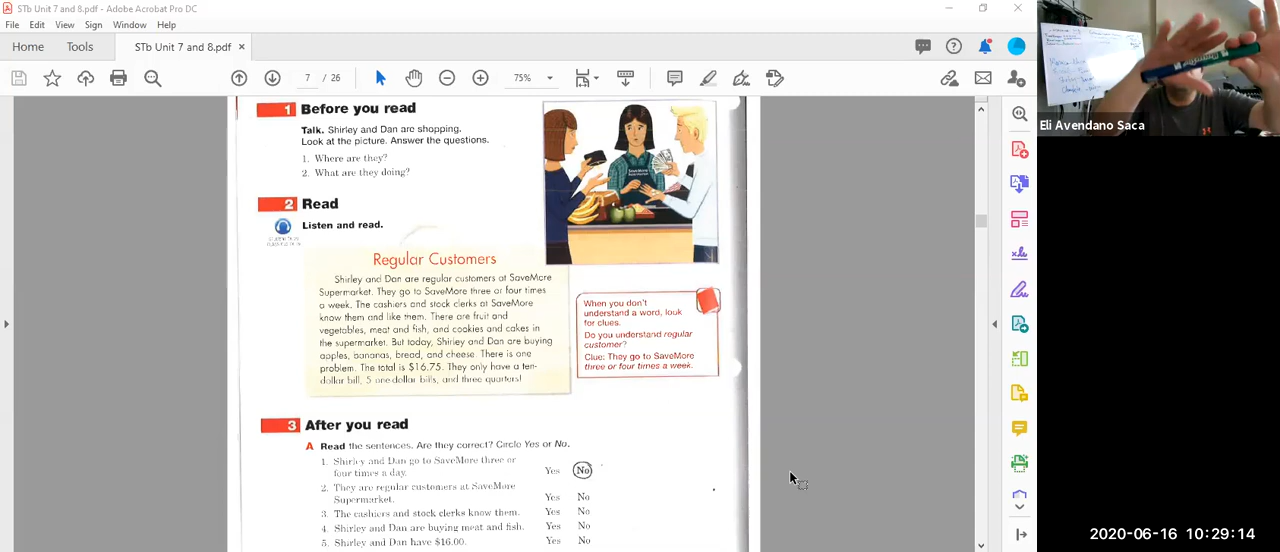 STb Unit 7 and 8.pdf - Adobe Acrobat Pro DC
File Edit View Sign Window Help
Home Tools STb Unit 7 and 8.pdf ×
7 / 26 75%
1 Before you read
Talk. Shirley and Dan are shopping.
Look at the picture. Answer the questions.
1. Where are they?
2. What are they doing?
SaveMore
Supermarket
2 Read
Listen and read.
Regular Customers
Shirley and Dan are regular customers at SaveMore
Supermarket. They go to SaveMore three or four times
a week. The cashiers and stock clerks at SaveMore
know them and like them. There are fruit and
vegetables, meat and fish, and cookies and cakes in
the supermarket. But today, Shirley and Dan are buying
apples, bananas, bread, and cheese. There is one
problem. The total is $16.75. They only have a ten-
dollar bill, 5 one-dollar bills, and three quarters!
When you don't
understand a word, look
for clues.
Do you understand regular
customer?
Clue: They go to SaveMore
three or four times a week.
3 After you read
A Read the sentences. Are they correct? Circle Yes or No.
1. Shirley and Dan go to SaveMore three or
four times a day. Yes No
2. They are regular customers at SaveMore
Supermarket. Yes No
3. The cashiers and stock clerks know them. Yes No
4. Shirley and Dan are buying meat and fish. Yes No
5. Shirley and Dan have $16.00. Yes No
Eli Avendano Saca
2020-06-16 10:29:14